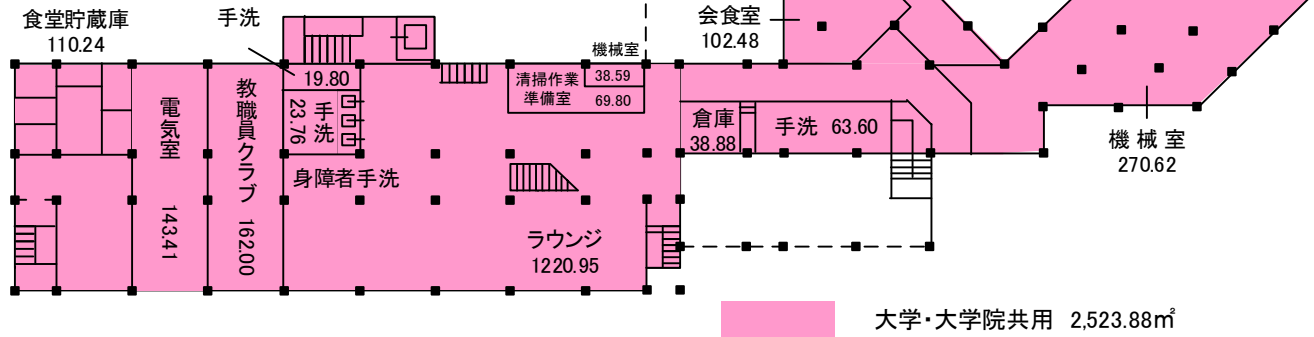 食堂貯蔵庫
110.24
手洗
19.80
機械室
38.59
会食室
102.48
清掃作業
準備室
69.80
電気室
143.41
教職員クラブ
162.00
手洗
23.76
身障者手洗
倉庫
38.88
手洗 63.60
機械室
270.62
ラウンジ
1220.95
大学・大学院共用 2,523.88㎡